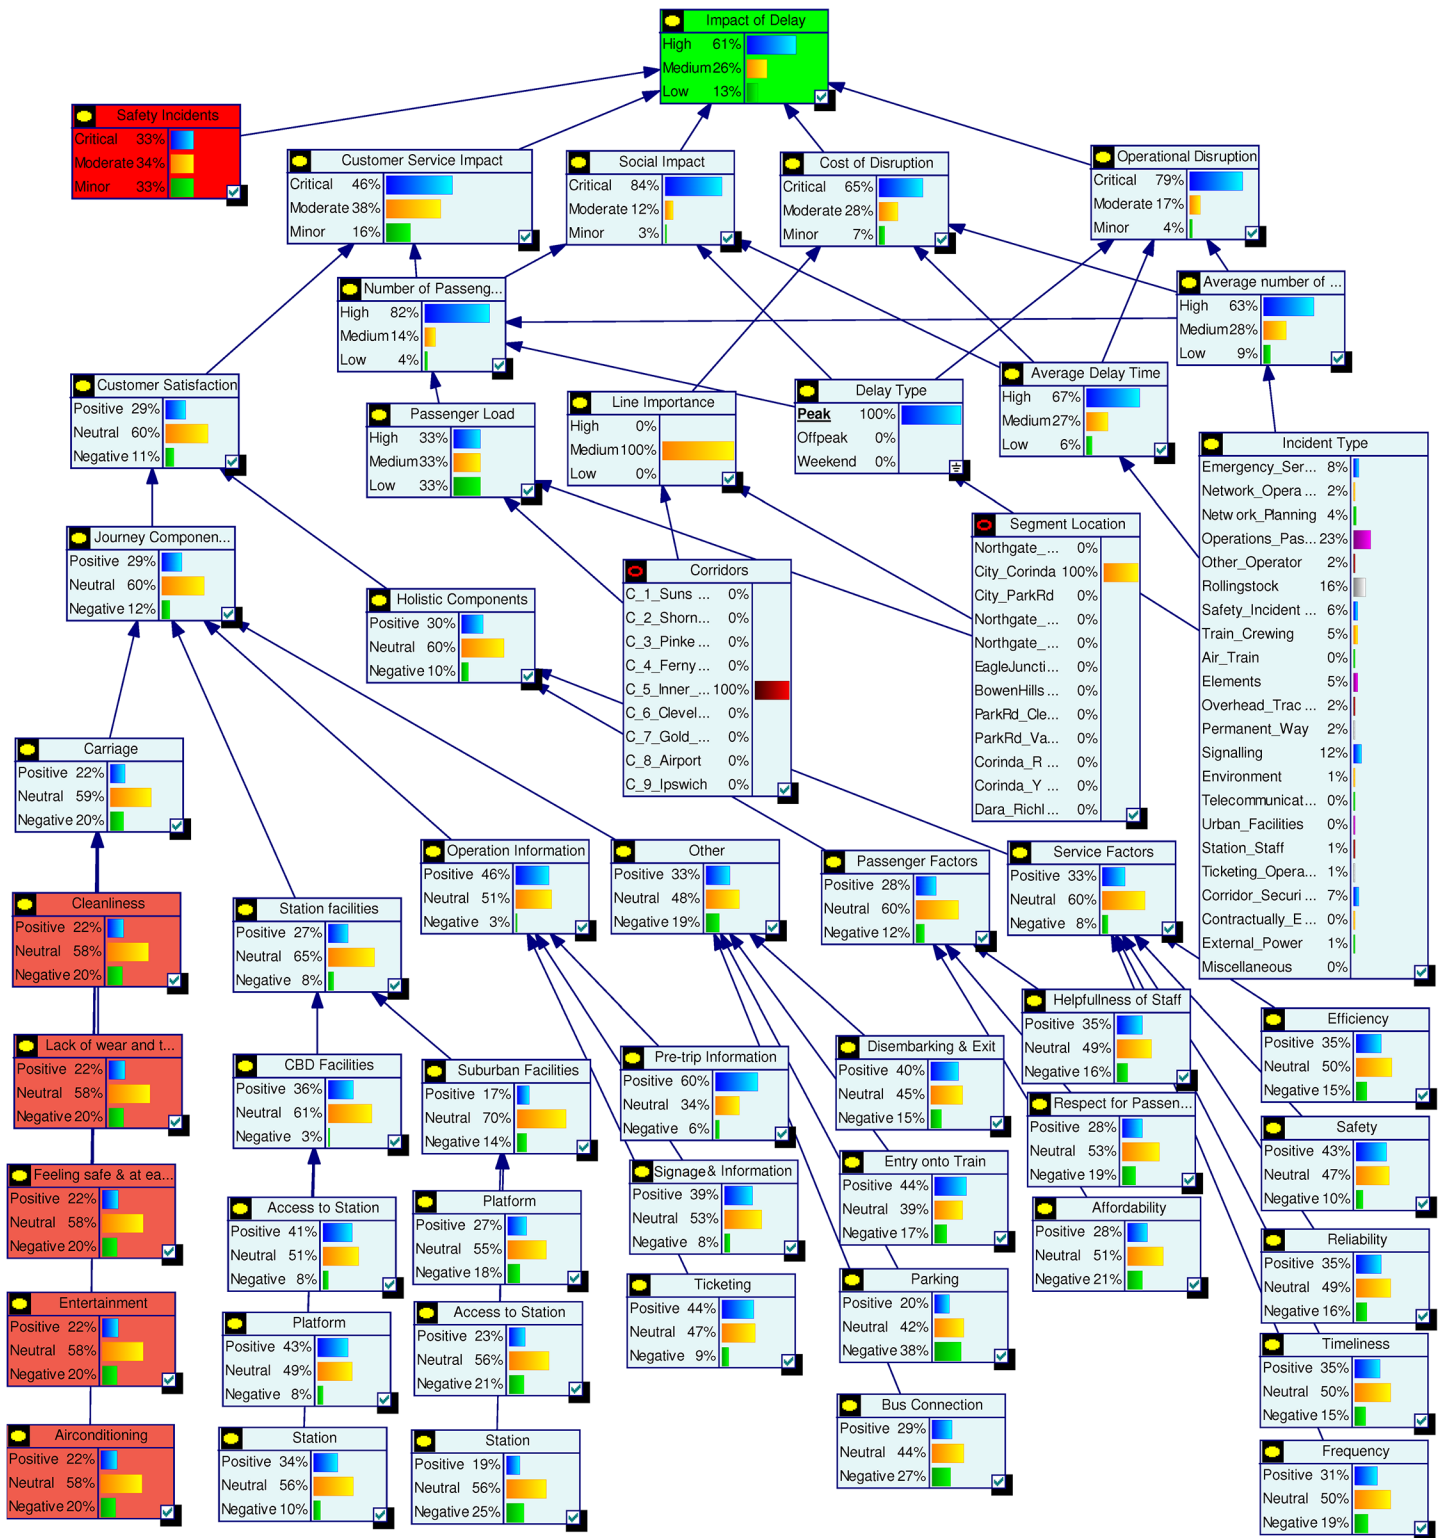 Impact of Delay
High 61%
Medium 26%
Low 13%
Safety Incidents
Critical 33%
Moderate 34%
Minor 33%
Customer Service Impact
Critical 46%
Moderate 38%
Minor 16%
Social Impact
Critical 84%
Moderate 12%
Minor 3%
Cost of Disruption
Critical 65%
Moderate 28%
Minor 7%
Operational Disruption
Critical 79%
Moderate 17%
Minor 4%
Number of Passeng...
High 82%
Medium 14%
Low 4%
Average number of ...
High 63%
Medium 28%
Low 9%
Customer Satisfaction
Positive 29%
Neutral 60%
Negative 11%
Passenger Load
High 33%
Medium 33%
Low 33%
Line Importance
High 0%
Medium 100%
Low 0%
Delay Type
Peak 100%
Offpeak 0%
Weekend 0%
Average Delay Time
High 67%
Medium 27%
Low 6%
Incident Type
Emergency_Ser... 8%
Network_Opera ... 2%
Network_Planning 4%
Operations_Pas... 23%
Other_Operator 2%
Rollingstock 16%
Safety_Incident ... 6%
Train_Crewing 5%
Air_Train 0%
Elements 5%
Overhead_Trac ... 2%
Permanent_Way 2%
Signalling 12%
Environment 1%
Telecommunicat... 0%
Urban_Facilities 0%
Station_Staff 1%
Ticketing_Opera... 1%
Corridor_Securi ... 7%
Contractually_E ... 0%
External_Power 1%
Miscellaneous 0%
Journey Componen...
Positive 29%
Neutral 60%
Negative 12%
Holistic Components
Positive 30%
Neutral 60%
Negative 10%
Corridors
C_1_Suns ... 0%
C_2_Shorn... 0%
C_3_Pinke ... 0%
C_4_Ferny ... 0%
C_5_Inner_... 100%
C_6_Clevel... 0%
C_7_Gold_... 0%
C_8_Airport 0%
C_9_Ipswich 0%
Segment Location
Northgate_... 0%
City_Corinda 100%
City_ParkRd 0%
Northgate_... 0%
Northgate_... 0%
EagleJuncti... 0%
BowenHills ... 0%
ParkRd_Cle... 0%
ParkRd_Va... 0%
Corinda_R ... 0%
Corinda_Y ... 0%
Dara_Richl ... 0%
Carriage
Positive 22%
Neutral 59%
Negative 20%
Cleanliness
Positive 22%
Neutral 58%
Negative 20%
Lack of wear and t...
Positive 22%
Neutral 58%
Negative 20%
Feeling safe & at ea...
Positive 22%
Neutral 58%
Negative 20%
Entertainment
Positive 22%
Neutral 58%
Negative 20%
Airconditioning
Positive 22%
Neutral 58%
Negative 20%
Station facilities
Positive 27%
Neutral 65%
Negative 8%
CBD Facilities
Positive 36%
Neutral 61%
Negative 3%
Access to Station
Positive 41%
Neutral 51%
Negative 8%
Platform
Positive 43%
Neutral 49%
Negative 8%
Station
Positive 34%
Neutral 56%
Negative 10%
Suburban Facilities
Positive 17%
Neutral 70%
Negative 14%
Platform
Positive 27%
Neutral 55%
Negative 18%
Access to Station
Positive 23%
Neutral 56%
Negative 21%
Station
Positive 19%
Neutral 56%
Negative 25%
Operation Information
Positive 46%
Neutral 51%
Negative 3%
Pre-trip Information
Positive 60%
Neutral 34%
Negative 6%
Signage & Information
Positive 39%
Neutral 53%
Negative 8%
Ticketing
Positive 44%
Neutral 47%
Negative 9%
Other
Positive 33%
Neutral 48%
Negative 19%
Disembarking & Exit
Positive 40%
Neutral 45%
Negative 15%
Entry onto Train
Positive 44%
Neutral 39%
Negative 17%
Parking
Positive 20%
Neutral 42%
Negative 38%
Bus Connection
Positive 29%
Neutral 44%
Negative 27%
Passenger Factors
Positive 28%
Neutral 60%
Negative 12%
Helpfullness of Staff
Positive 35%
Neutral 49%
Negative 16%
Respect for Passen...
Positive 28%
Neutral 53%
Negative 19%
Affordability
Positive 28%
Neutral 51%
Negative 21%
Service Factors
Positive 33%
Neutral 60%
Negative 8%
Efficiency
Positive 35%
Neutral 50%
Negative 15%
Safety
Positive 43%
Neutral 47%
Negative 10%
Reliability
Positive 35%
Neutral 49%
Negative 16%
Timeliness
Positive 35%
Neutral 50%
Negative 15%
Frequency
Positive 31%
Neutral 50%
Negative 19%